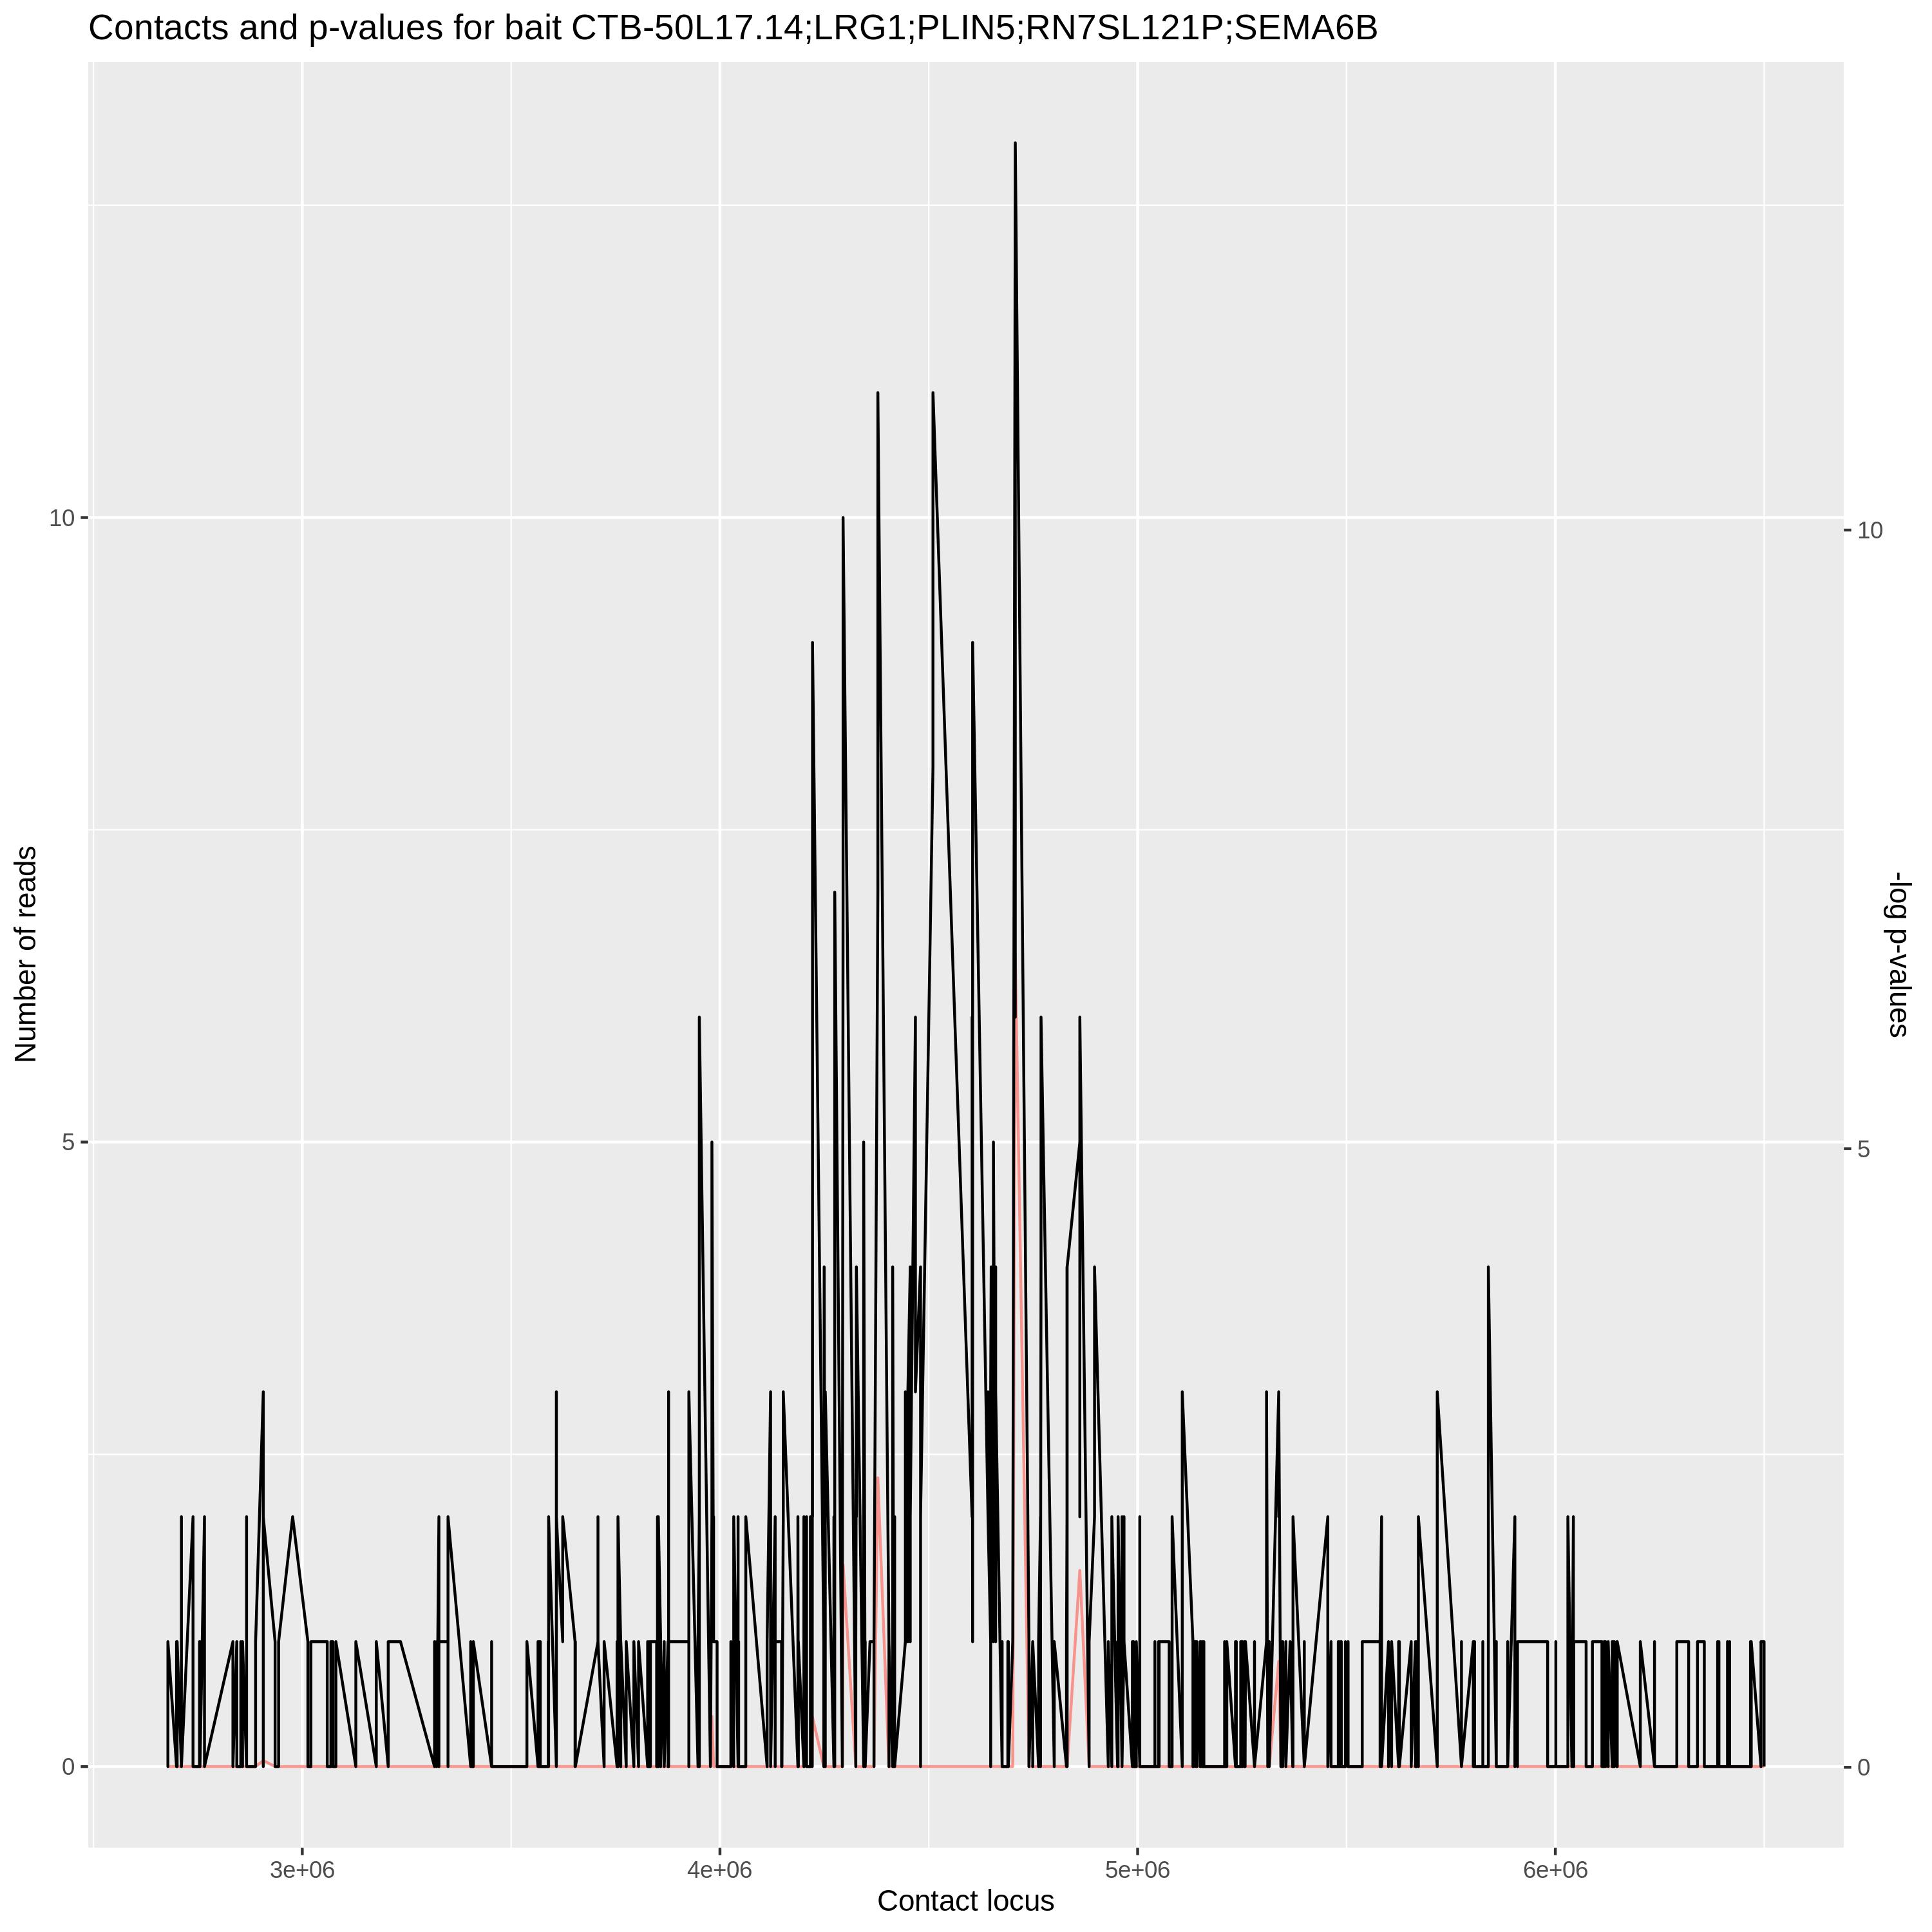 Contacts and p-values for bait CTB-50L17.14;LRG1;PLIN5;RN7SL121P;SEMA6B
10
5
0
Number of reads
10
5
0
-log p-values
3e+06
4e+06
5e+06
6e+06
Contact locus